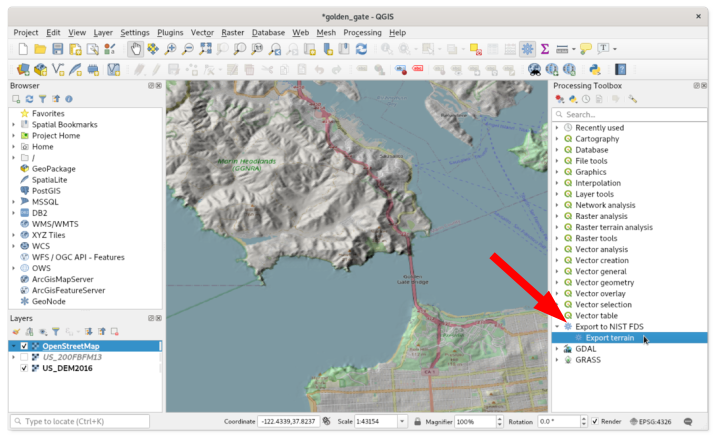 *golden_gate - QGIS
Project Edit View Layer Settings Plugins Vector Raster Database Web Mesh Processing Help
Browser
Favorites
Spatial Bookmarks
Project Home
Home
/
GeoPackage
SpatiaLite
PostGIS
MSSQL
DB2
WMS/WMTS
XYZ Tiles
WCS
WFS / OGC API - Features
OWS
ArcGisMapServer
ArcGisFeatureServer
GeoNode
Layers
OpenStreetMap
US_200FBFM13
US_DEM2016
Marin Headlands
(GGNRA)
Sausalito
Golden
Gate Bridge
Processing Toolbox
Search...
Recently used
Cartography
Database
File tools
Graphics
Interpolation
Layer tools
Network analysis
Raster analysis
Raster terrain analysis
Raster tools
Vector analysis
Vector creation
Vector general
Vector geometry
Vector overlay
Vector selection
Vector table
Export to NIST FDS
Export terrain
GDAL
GRASS
Type to locate (Ctrl+K)
Coordinate -122.4339,37.8237 Scale 1:43154 Magnifier 100% Rotation 0.0 ° Render EPSG:4326